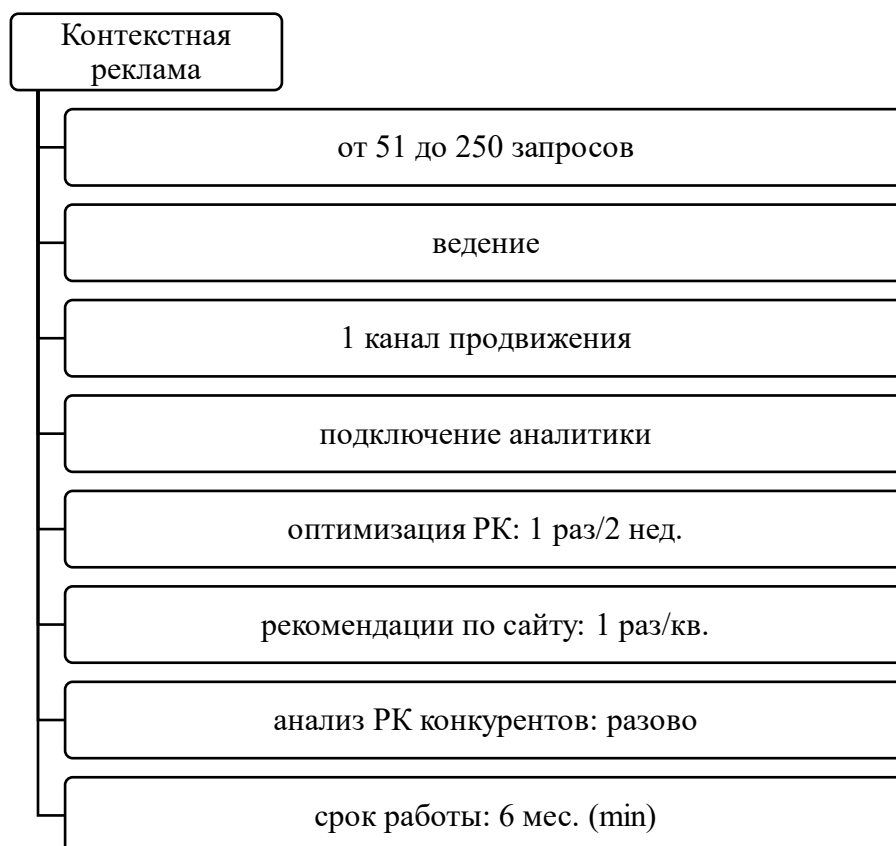 Контекстная
реклама
от 51 до 250 запросов
ведение
1 канал продвижения
подключение аналитики
оптимизация РК: 1 раз/2 нед.
рекомендации по сайту: 1 раз/кв.
анализ РК конкурентов: разово
срок работы: 6 мес. (min)